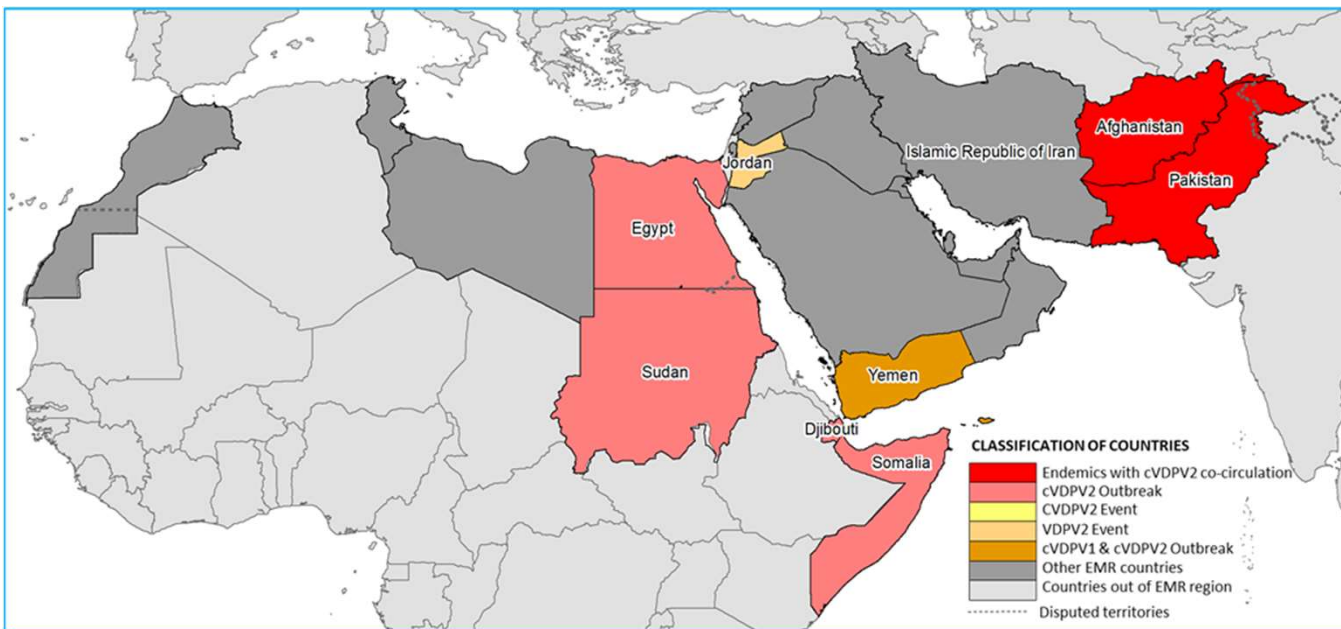 Afghanistan
Jordan
Islamic Republic of Iran
Pakistan
Egypt
Sudan
Yemen
Djibouti
Somalia
CLASSIFICATION OF COUNTRIES
Endemics with cVDPV2 co-circulation
cVDPV2 Outbreak
CVDPV2 Event
VDPV2 Event
cVDPV1 & cVDPV2 Outbreak
Other EMR countries
Countries out of EMR region
Disputed territories